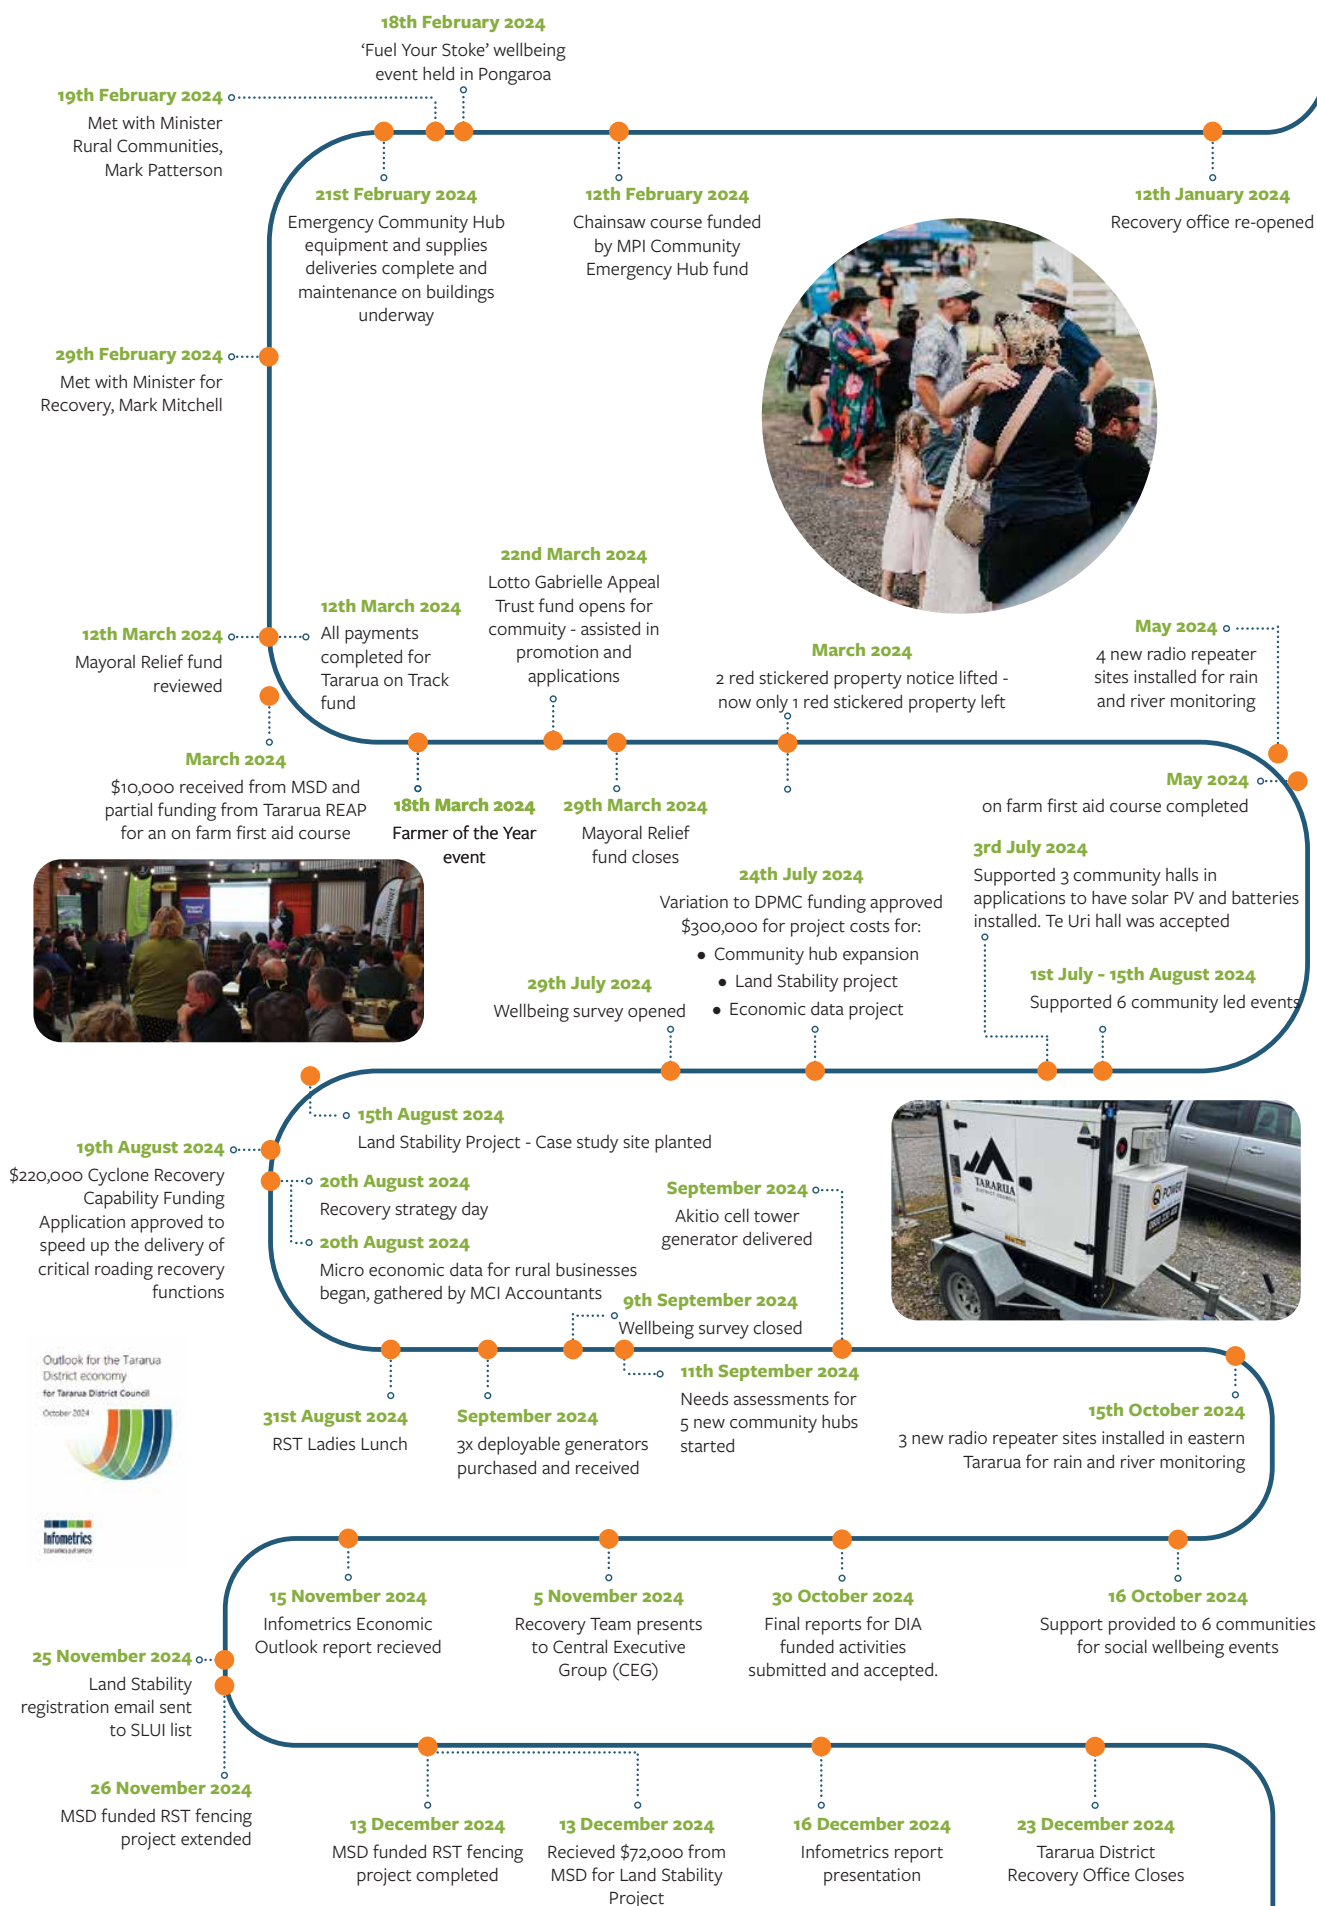 18th February 2024
'Fuel Your Stoke' wellbeing
event held in Pongaroa
19th February 2024
Met with Minister
Rural Communities,
Mark Patterson
21st February 2024
Emergency Community Hub
equipment and supplies
deliveries complete and
maintenance on buildings
underway
12th February 2024
Chainsaw course funded
by MPI Community
Emergency Hub fund
12th January 2024
Recovery office re-opened
29th February 2024
Met with Minister for
Recovery, Mark Mitchell
12th March 2024
Mayoral Relief fund
reviewed
12th March 2024
All payments
completed for
Tararua on Track
fund
22nd March 2024
Lotto Gabrielle Appeal
Trust fund opens for
commuity - assisted in
promotion and
applications
March 2024
2 red stickered property notice lifted -
now only 1 red stickered property left
May 2024
4 new radio repeater
sites installed for rain
and river monitoring
March 2024
$10,000 received from MSD and
partial funding from Tararua REAP
for an on farm first aid course
18th March 2024
Farmer of the Year
event
29th March 2024
Mayoral Relief
fund closes
May 2024
on farm first aid course completed
3rd July 2024
Supported 3 community halls in
applications to have solar PV and batteries
installed. Te Uri hall was accepted
24th July 2024
Variation to DPMC funding approved
$300,000 for project costs for:
• Community hub expansion
• Land Stability project
• Economic data project
29th July 2024
Wellbeing survey opened
1st July - 15th August 2024
Supported 6 community led events
15th August 2024
Land Stability Project - Case study site planted
19th August 2024
$220,000 Cyclone Recovery
Capability Funding
Application approved to
speed up the delivery of
critical roading recovery
functions
20th August 2024
Recovery strategy day
20th August 2024
Micro economic data for rural businesses
began, gathered by MCI Accountants
September 2024
Akitio cell tower
generator delivered
TARARUA
DISTRICT COUNCIL
Q POWER
9th September 2024
Wellbeing survey closed
31st August 2024
RST Ladies Lunch
September 2024
3x deployable generators
purchased and received
11th September 2024
Needs assessments for
5 new community hubs
started
15th October 2024
3 new radio repeater sites installed in eastern
Tararua for rain and river monitoring
Outlook for the Tararua
District economy
for Tararua District Council
October 2024
Infometrics
15 November 2024
Infometrics Economic
Outlook report recieved
5 November 2024
Recovery Team presents
to Central Executive
Group (CEG)
30 October 2024
Final reports for DIA
funded activities
submitted and accepted.
16 October 2024
Support provided to 6 communities
for social wellbeing events
25 November 2024
Land Stability
registration email sent
to SLUI list
26 November 2024
MSD funded RST fencing
project extended
13 December 2024
MSD funded RST fencing
project completed
13 December 2024
Recieved $72,000 from
MSD for Land Stability
Project
16 December 2024
Infometrics report
presentation
23 December 2024
Tararua District
Recovery Office Closes